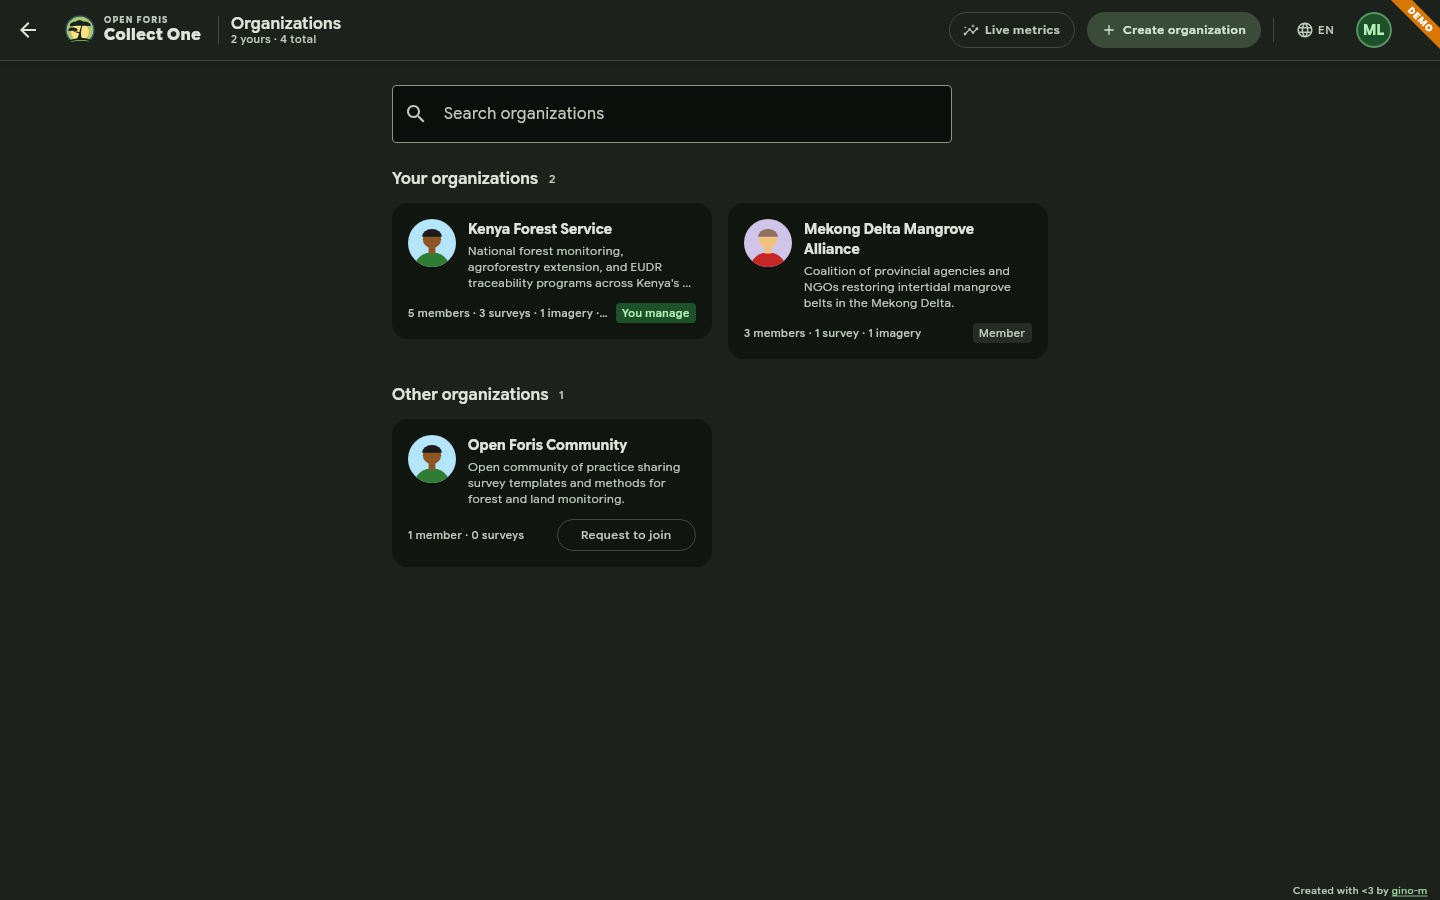 OPEN FORIS
Collect One
Organizations
2 yours · 4 total
Live metrics
Create organization
EN
ML
DEMO
Search organizations
Your organizations 2
Kenya Forest Service
National forest monitoring,
agroforestry extension, and EUDR
traceability programs across Kenya's ...
5 members · 3 surveys · 1 imagery ·...
You manage
Mekong Delta Mangrove
Alliance
Coalition of provincial agencies and
NGOs restoring intertidal mangrove
belts in the Mekong Delta.
3 members · 1 survey · 1 imagery
Member
Other organizations 1
Open Foris Community
Open community of practice sharing
survey templates and methods for
forest and land monitoring.
1 member · 0 surveys
Request to join
Created with <3 by gino-m